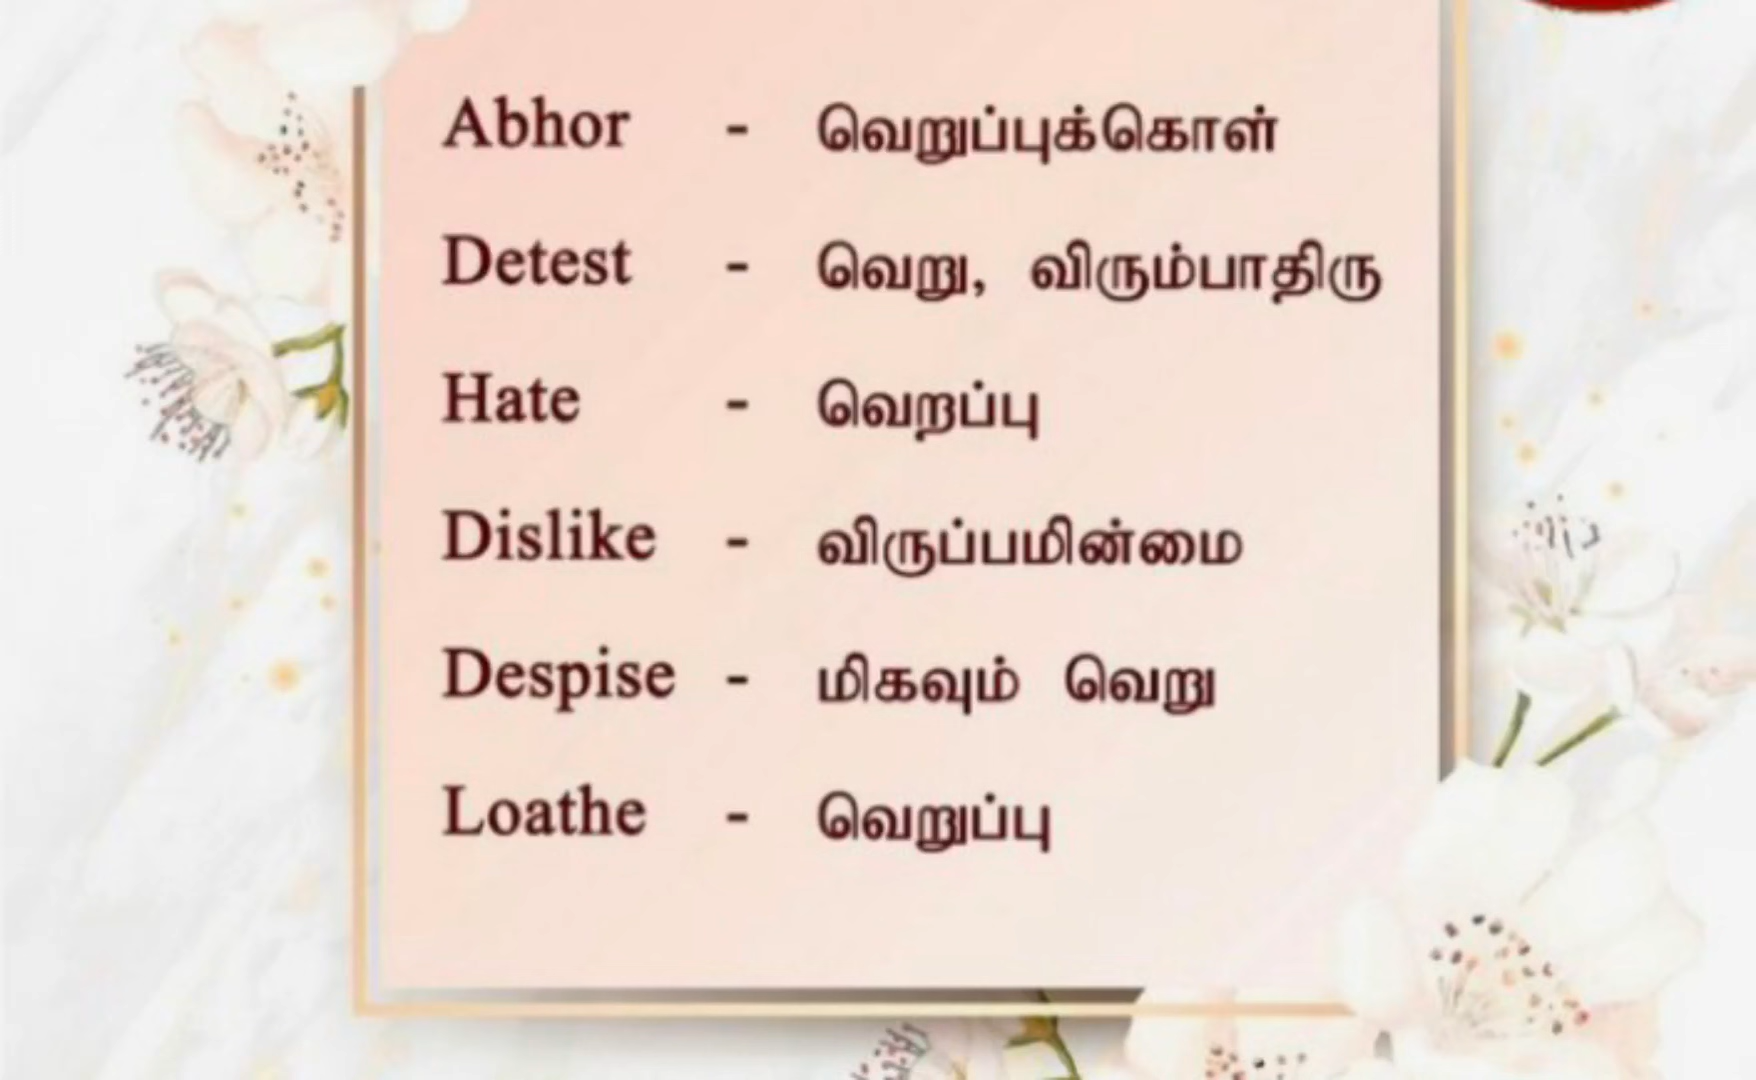 Abhor - வெறுப்புக்கொள்
Detest - வெறு, விரும்பாதிரு
Hate - வெறப்பு
Dislike - விருப்பமின்மை
Despise - மிகவும் வெறு
Loathe - வெறுப்பு